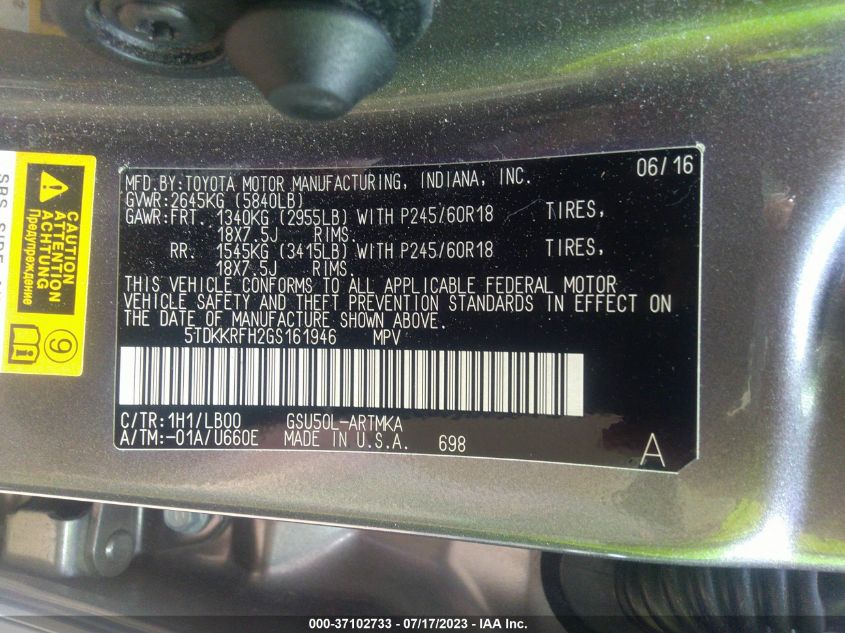 MFD.BY:TOYOTA MOTOR MANUFACTURING, INDIANA, INC. 06/16
GVWR:2645KG (5840LB)
GAWR:FRT. 1340KG (2955LB) WITH P245/60R18 TIRES,
18X7.5J RIMS.
RR. 1545KG (3415LB) WITH P245/60R18 TIRES,
18X7.5J RIMS.
THIS VEHICLE CONFORMS TO ALL APPLICABLE FEDERAL MOTOR
VEHICLE SAFETY AND THEFT PREVENTION STANDARDS IN EFFECT ON
THE DATE OF MANUFACTURE SHOWN ABOVE.
5TDKKRFH2GS161946 MPV
C/TR:1H1/LB00 GSU50L-ARTMKA
A/TM:-01A/U660E MADE IN U.S.A. 698
A
CAUTION
ATTENTION
ACHTUNG
Предупреждение
9
SRS SIDE
000-37102733 - 07/17/2023 - IAA Inc.